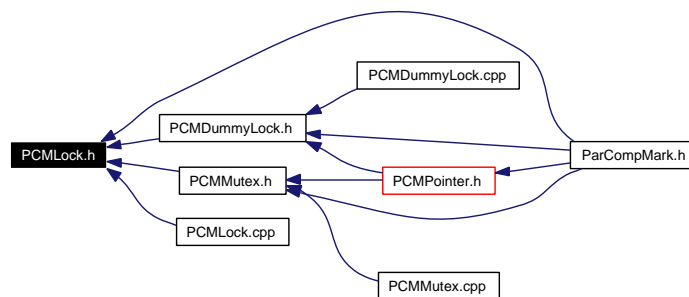 PCMDummyLock.cpp
PCMDummyLock.h
PCMLock.h
ParCompMark.h
PCMMutex.h
PCMPointer.h
PCMLock.cpp
PCMMutex.cpp